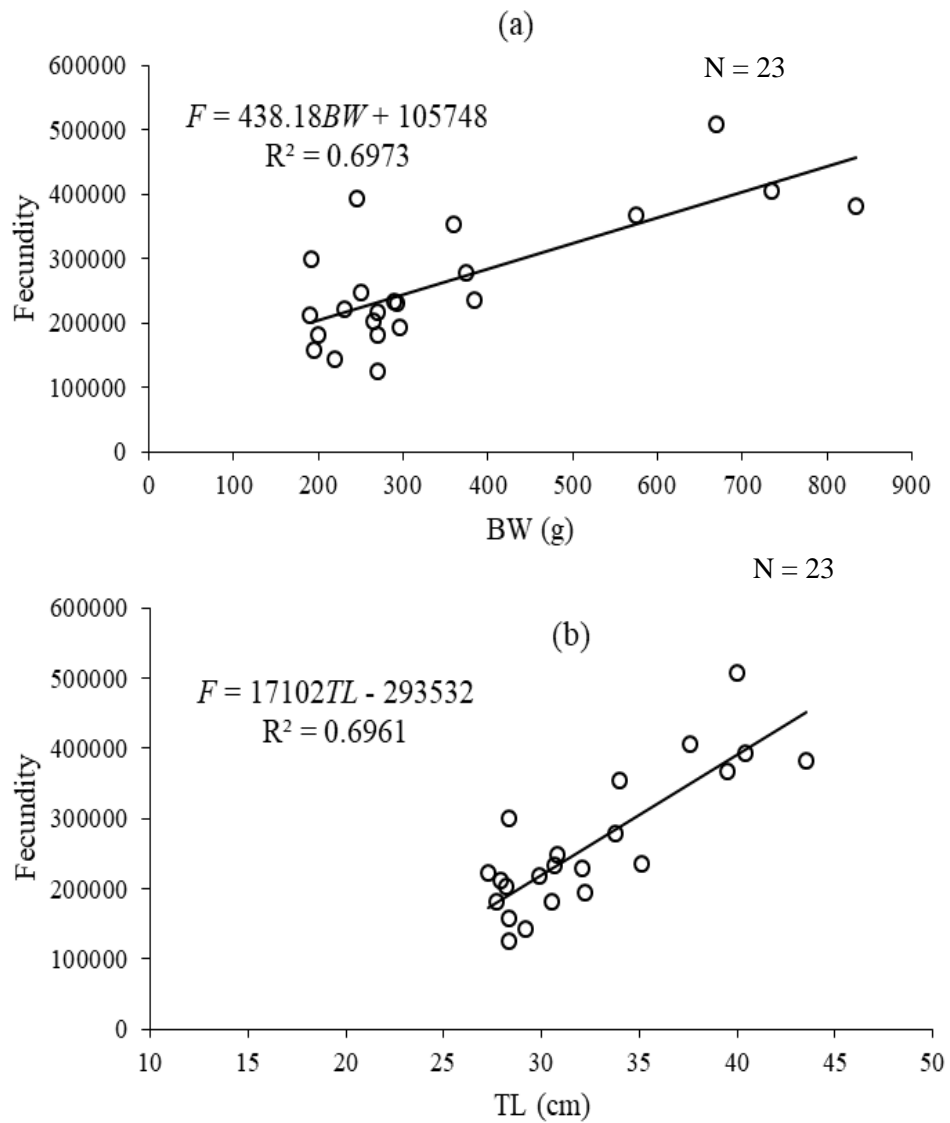 (a)
N = 23
F = 438.18BW + 105748
R² = 0.6973
600000
500000
400000
300000
200000
100000
0
Fecundity
0 100 200 300 400 500 600 700 800 900
BW (g)
N = 23
(b)
F = 17102TL - 293532
R² = 0.6961
600000
500000
400000
300000
200000
100000
0
Fecundity
10 15 20 25 30 35 40 45 50
TL (cm)